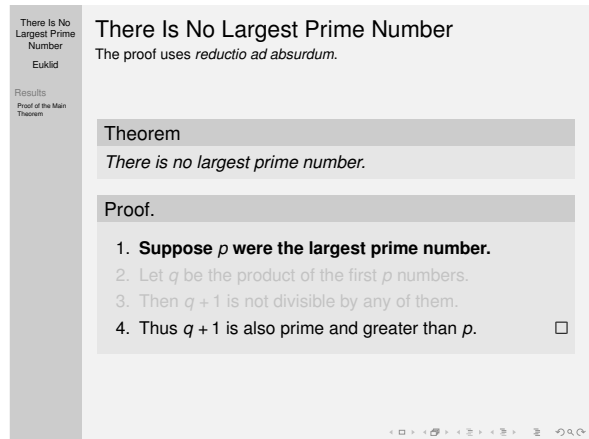 There Is No
Largest Prime
Number
Euklid
Results
Proof of the Main
Theorem
There Is No Largest Prime Number
The proof uses reductio ad absurdum.
Theorem
There is no largest prime number.
Proof.
1. Suppose p were the largest prime number.
2. Let q be the product of the first p numbers.
3. Then q + 1 is not divisible by any of them.
4. Thus q + 1 is also prime and greater than p. □